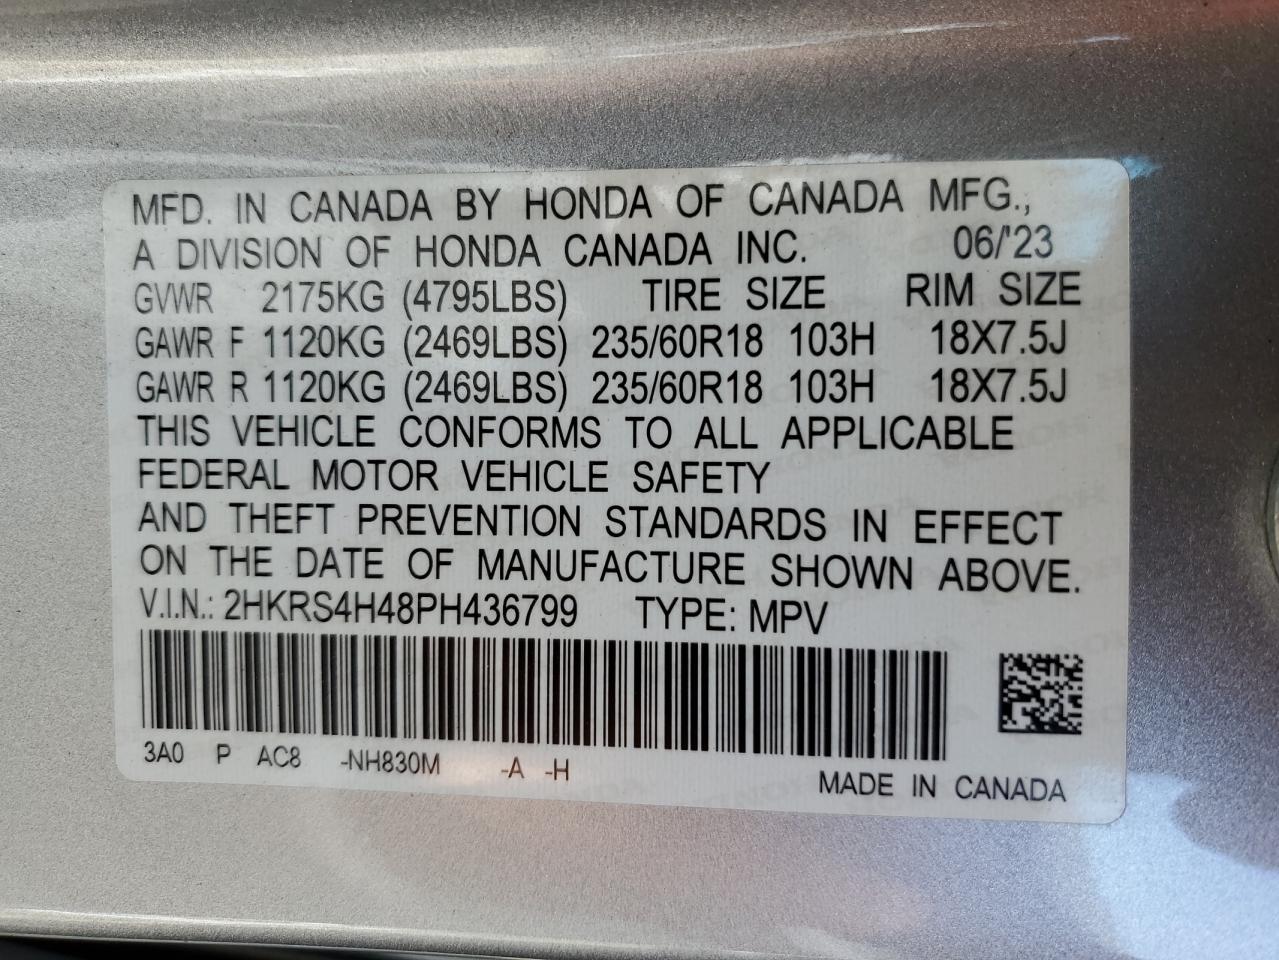 MFD. IN CANADA BY HONDA OF CANADA MFG.,
A DIVISION OF HONDA CANADA INC. 06/'23
GVWR 2175KG (4795LBS) TIRE SIZE RIM SIZE
GAWR F 1120KG (2469LBS) 235/60R18 103H 18X7.5J
GAWR R 1120KG (2469LBS) 235/60R18 103H 18X7.5J
THIS VEHICLE CONFORMS TO ALL APPLICABLE
FEDERAL MOTOR VEHICLE SAFETY
AND THEFT PREVENTION STANDARDS IN EFFECT
ON THE DATE OF MANUFACTURE SHOWN ABOVE.
V.I.N.: 2HKRS4H48PH436799 TYPE: MPV
3A0 P AC8 -NH830M -A -H
MADE IN CANADA